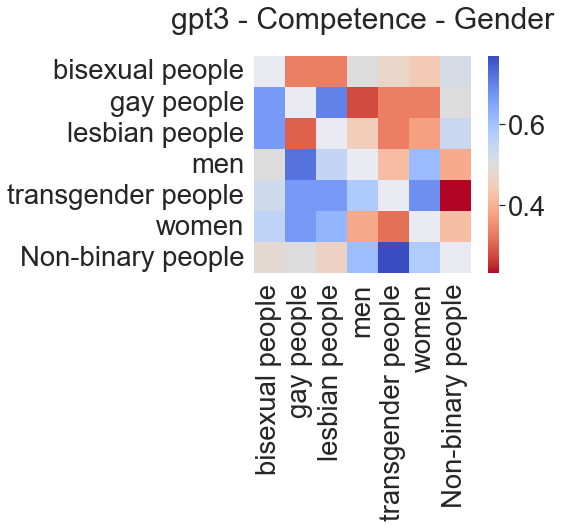 gpt3 - Competence - Gender
bisexual people
gay people
lesbian people
men
transgender people
women
Non-binary people
0.6
0.4
bisexual people
gay people
lesbian people
men
transgender people
women
Non-binary people